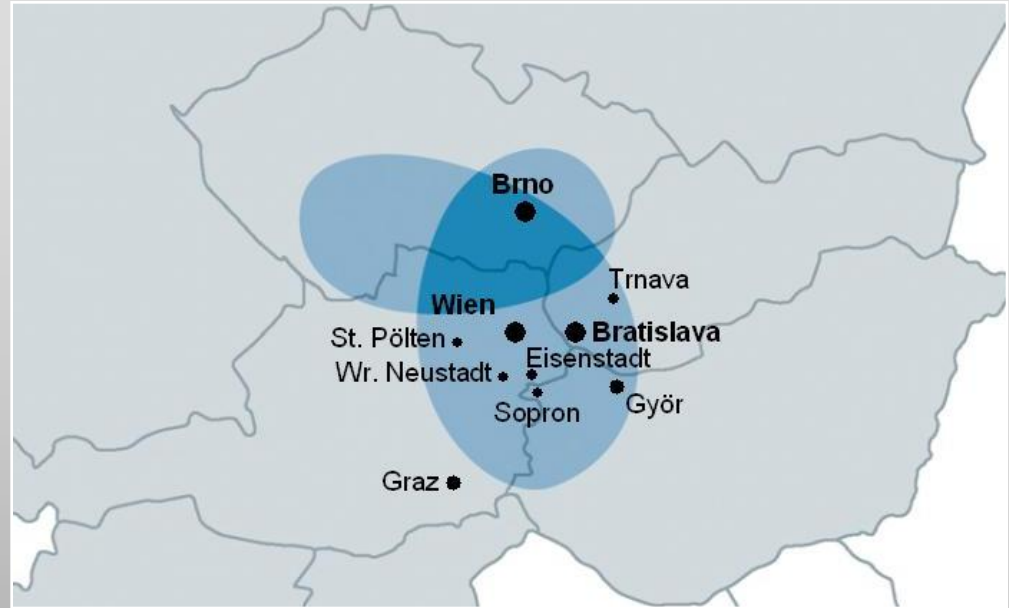 Brno
Trnava
Wien
Bratislava
St. Pölten
Eisenstadt
Wr. Neustadt
Györ
Sopron
Graz